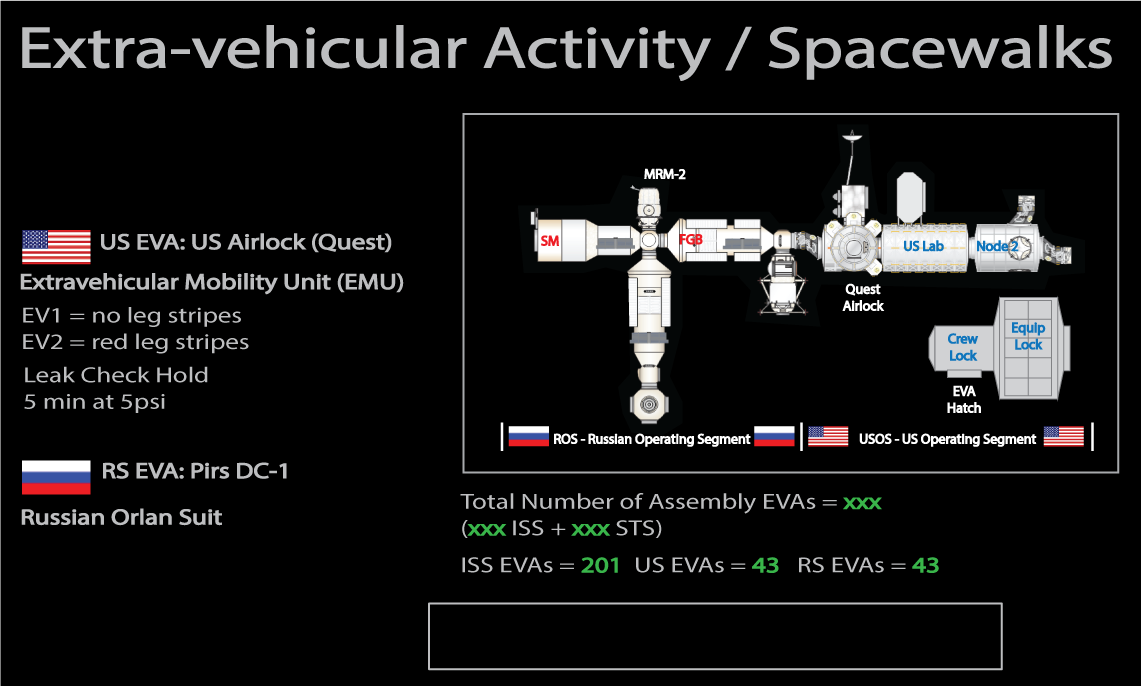 Extra-vehicular Activity / Spacewalks
US EVA: US Airlock (Quest)
Extravehicular Mobility Unit (EMU)
EV1 = no leg stripes
EV2 = red leg stripes
Leak Check Hold
5 min at 5psi
RS EVA: Pirs DC-1
Russian Orlan Suit
MRM-2
SM
FGB
US Lab
Node 2
Quest
Airlock
Crew
Lock
Equip
Lock
EVA
Hatch
ROS - Russian Operating Segment
USOS - US Operating Segment
Total Number of Assembly EVAs = xxx
(xxx ISS + xxx STS)
ISS EVAs = 201 US EVAs = 43 RS EVAs = 43